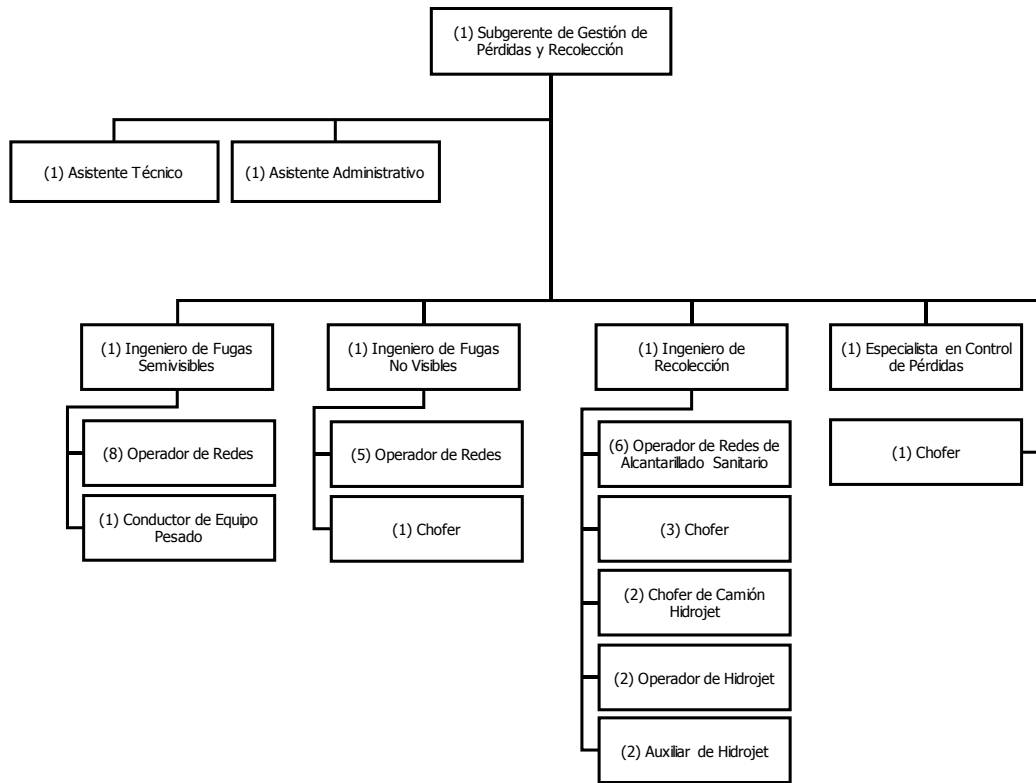 (1) Subgerente de Gestión de
Pérdidas y Recolección
(1) Asistente Técnico
(1) Asistente Administrativo
(1) Ingeniero de Fugas
Semivisibles
(1) Ingeniero de Fugas
No Visibles
(1) Ingeniero de
Recolección
(1) Especialista en Control
de Pérdidas
(8) Operador de Redes
(1) Conductor de Equipo
Pesado
(5) Operador de Redes
(1) Chofer
(6) Operador de Redes de
Alcantarillado Sanitario
(3) Chofer
(2) Chofer de Camión
Hidrojet
(2) Operador de Hidrojet
(2) Auxiliar de Hidrojet
(1) Chofer